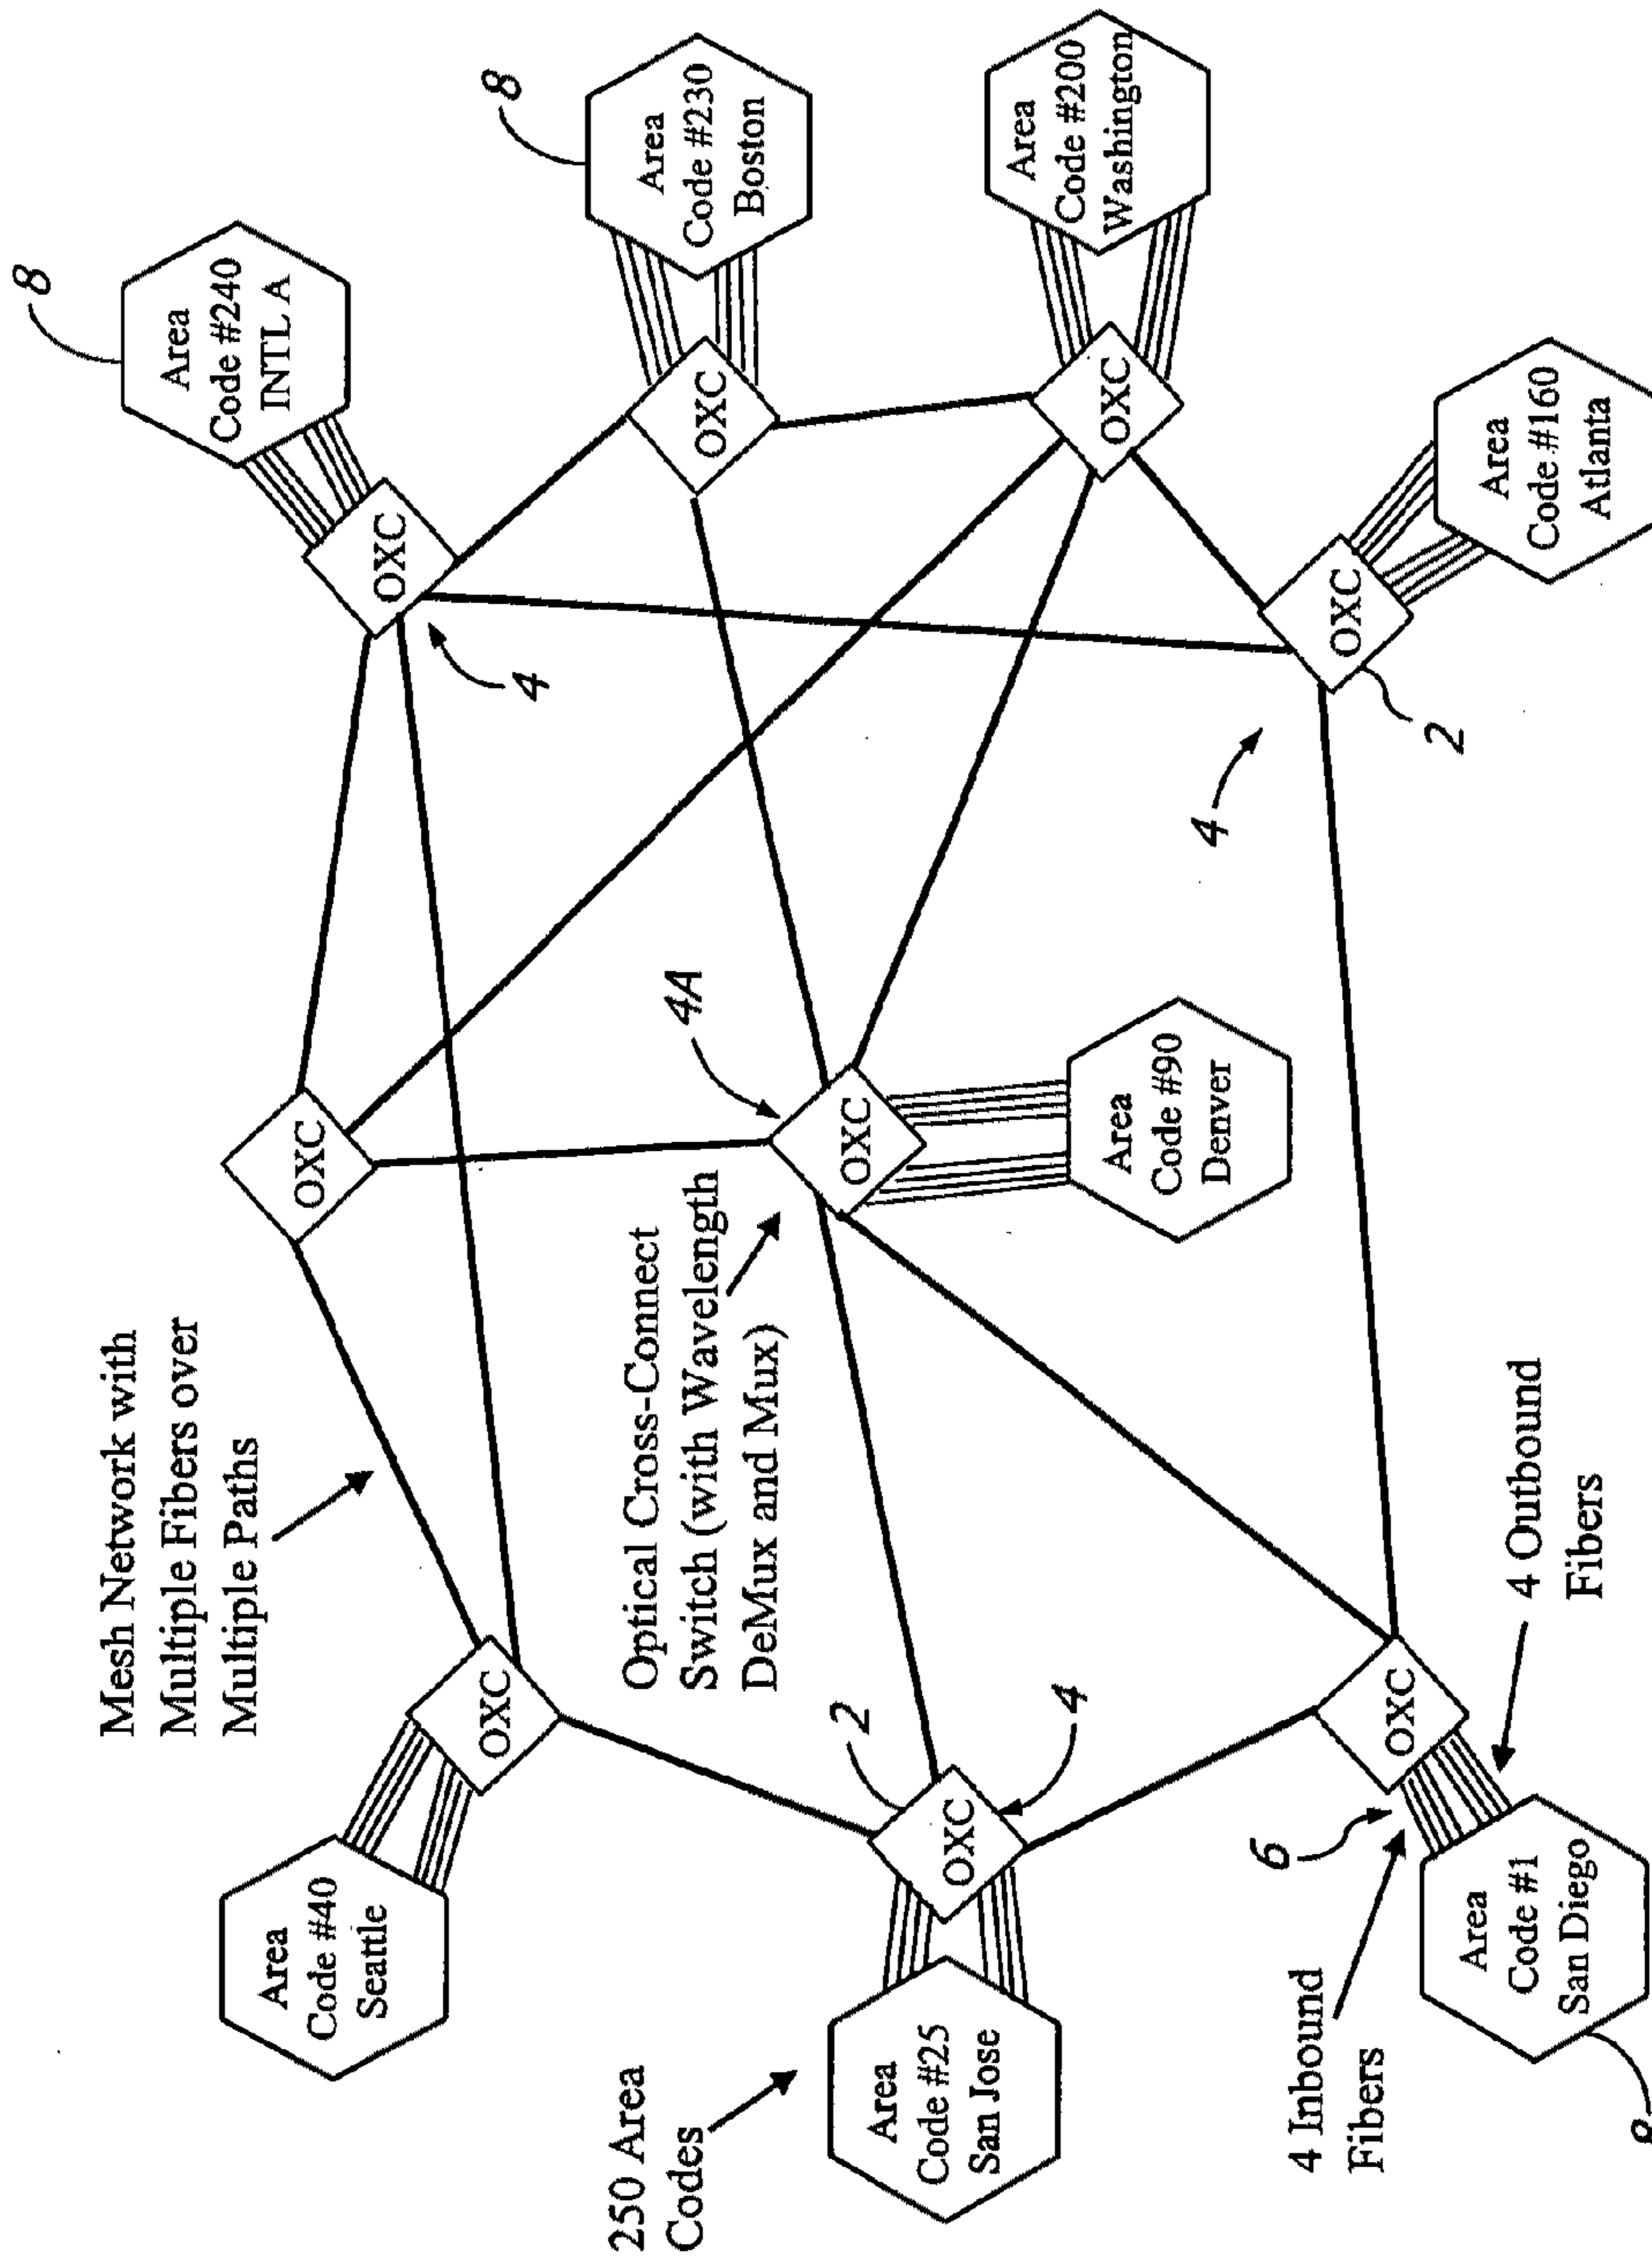 Mesh Network with
Multiple Fibers over
Multiple Paths
Area
Code #240
INTL A
8
OXC
4
Area
Code #40
Seattle
OXC
OXC
Area
Code #230
Boston
8
OXC
Optical Cross-Connect
Switch (with Wavelength
DeMux and Mux)
4A
OXC
Area
Code #90
Denver
250 Area
Codes
Area
Code #25
San Jose
OXC
2
4
Area
Code #200
Washington
OXC
4 Inbound
Fibers
6
Area
Code #1
San Diego
8
OXC
4 Outbound
Fibers
4
OXC
2
Area
Code #160
Atlanta